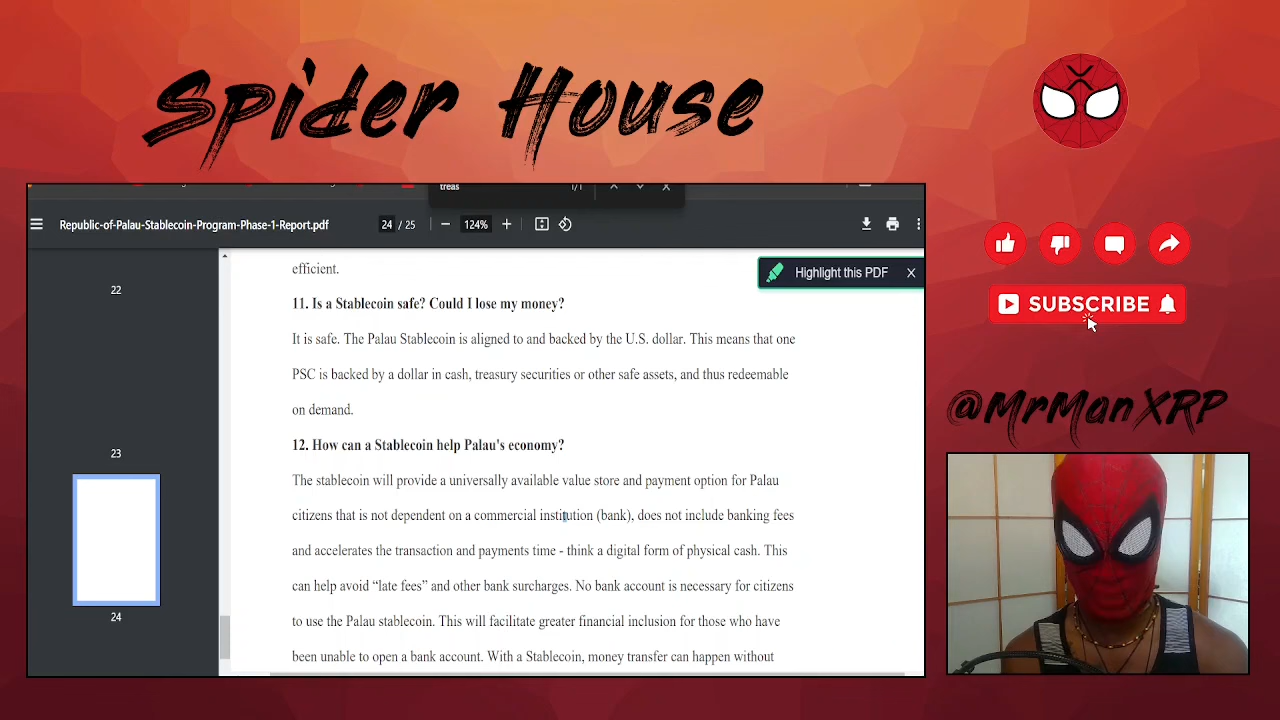 Spider House
treas 1/1
Republic-of-Palau-Stablecoin-Program-Phase-1-Report.pdf 24 / 25 124%
Highlight this PDF
22
23
24
efficient.
11. Is a Stablecoin safe? Could I lose my money?
It is safe. The Palau Stablecoin is aligned to and backed by the U.S. dollar. This means that one
PSC is backed by a dollar in cash, treasury securities or other safe assets, and thus redeemable
on demand.
12. How can a Stablecoin help Palau's economy?
The stablecoin will provide a universally available value store and payment option for Palau
citizens that is not dependent on a commercial institution (bank), does not include banking fees
and accelerates the transaction and payments time - think a digital form of physical cash. This
can help avoid “late fees” and other bank surcharges. No bank account is necessary for citizens
to use the Palau stablecoin. This will facilitate greater financial inclusion for those who have
been unable to open a bank account. With a Stablecoin, money transfer can happen without
SUBSCRIBE
@MrManXRP